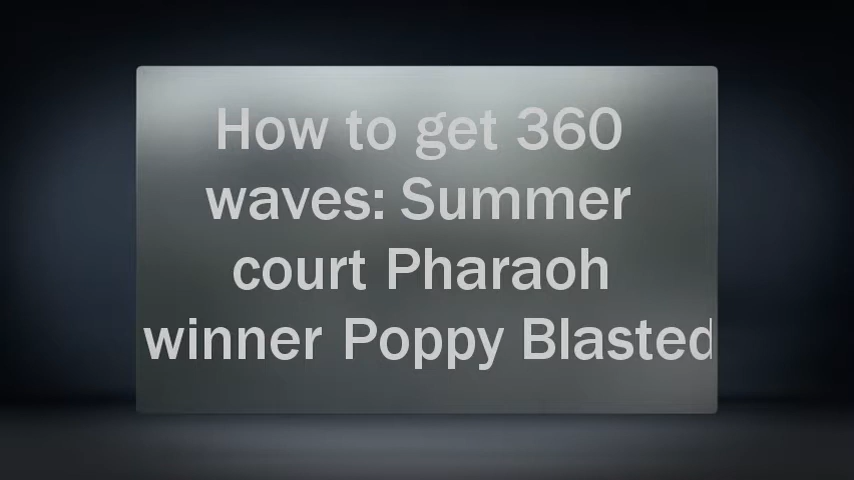 How to get 360
waves: Summer
court Pharaoh
winner Poppy Blasted